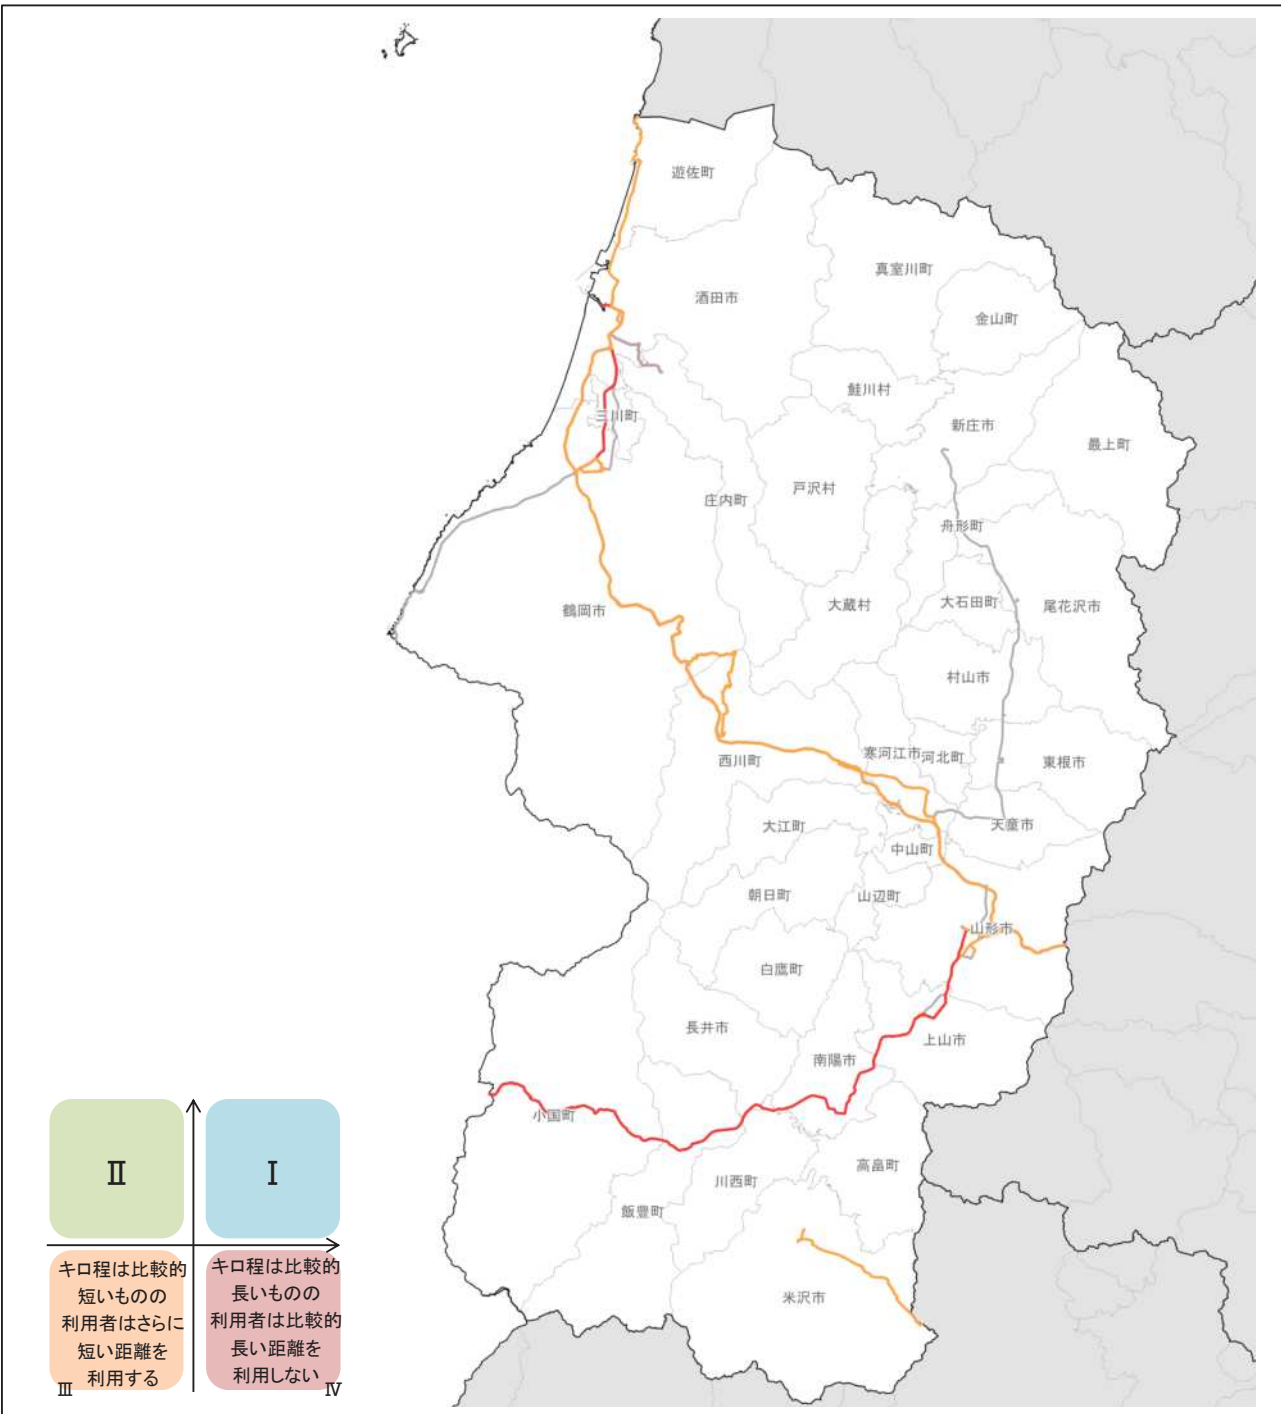 遊佐町
真室川町
酒田市
金山町
鮭川村
三川町
新庄市
最上町
戸沢村
庄内町
舟形町
大蔵村
大石田町
尾花沢市
鶴岡市
村山市
寒河江市
河北町
西川町
東根市
大江町
天童市
中山町
朝日町
山辺町
山形市
白鷹町
長井市
上山市
南陽市
小国町
高畠町
川西町
飯豊町
米沢市
Ⅱ
Ⅰ
キロ程は比較的
短いものの
利用者はさらに
短い距離を
利用する
Ⅲ
キロ程は比較的
長いものの
利用者は比較的
長い距離を
利用しない
Ⅳ